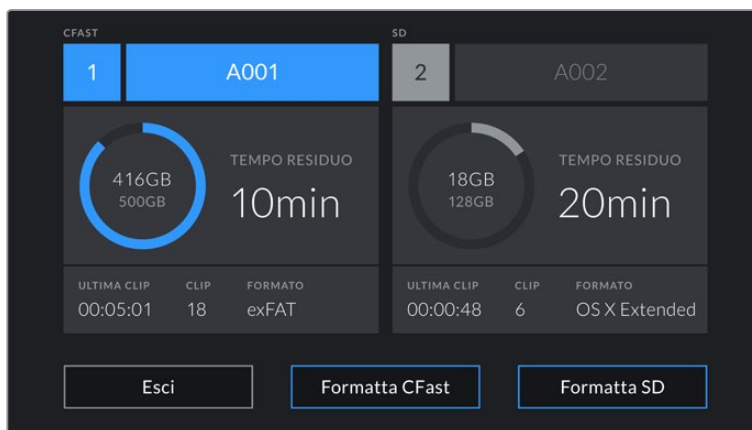 CFAST
SD
1 A001
2 A002
416GB
500GB
TEMPO RESIDUO
10min
18GB
128GB
TEMPO RESIDUO
20min
ULTIMA CLIP CLIP FORMATO
00:05:01 18 exFAT
ULTIMA CLIP CLIP FORMATO
00:00:48 6 OS X Extended
Esci
Formatta CFast
Formatta SD